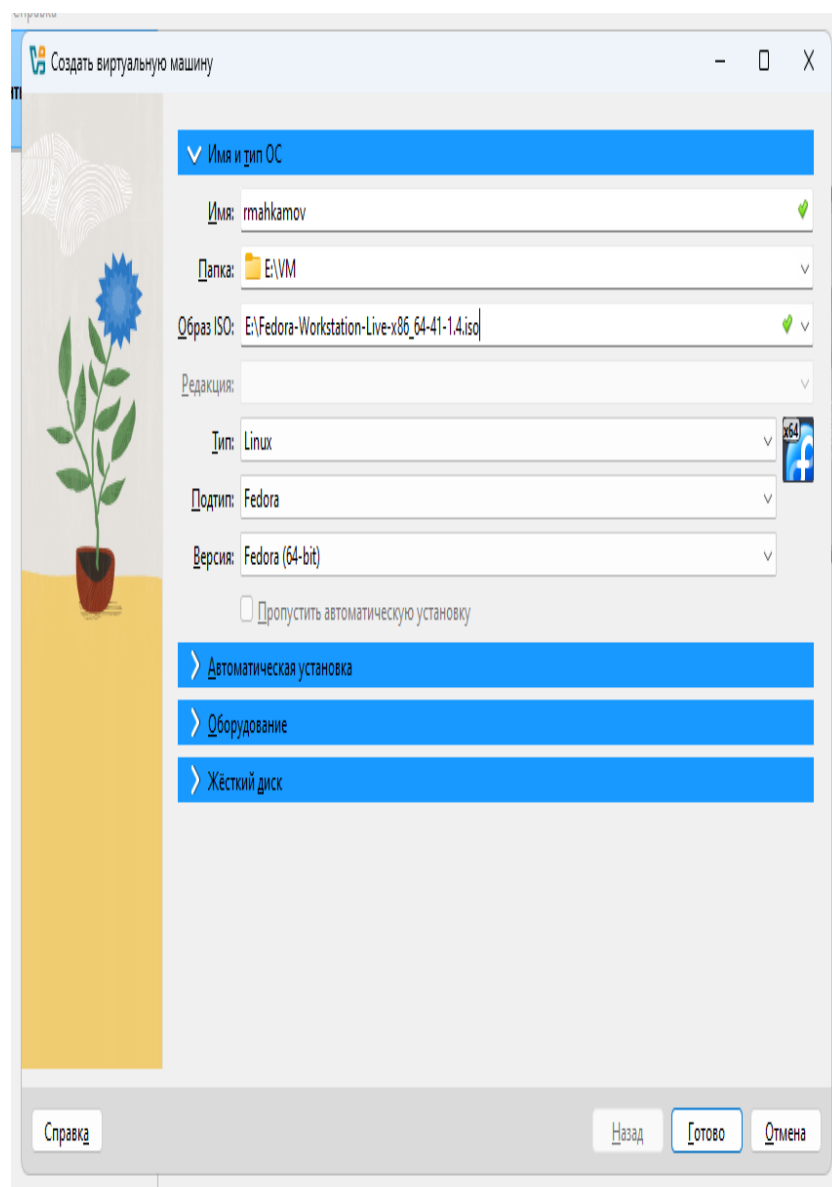 Справка
Создать виртуальную машину
Имя и тип ОС
Имя: rmahkamov
Папка: E:\VM
Образ ISO: E:\Fedora-Workstation-Live-x86_64-41-1.4.iso
Редакция:
Тип: Linux
x64
Подтип: Fedora
Версия: Fedora (64-bit)
Пропустить автоматическую установку
Автоматическая установка
Оборудование
Жёсткий диск
Справка
Назад Готово Отмена